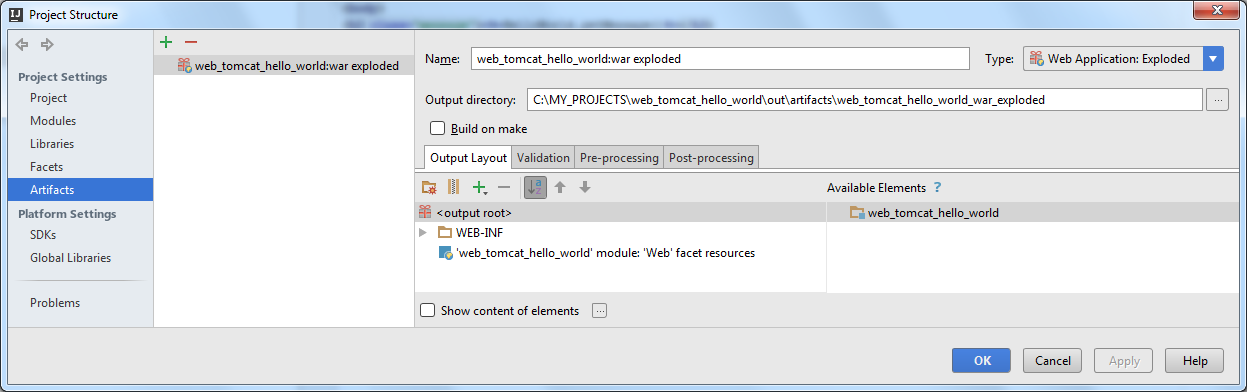 Project Structure
Project Settings
Project
Modules
Libraries
Facets
Artifacts
Platform Settings
SDKs
Global Libraries
Problems
web_tomcat_hello_world:war exploded
Name: web_tomcat_hello_world:war exploded Type: Web Application: Exploded
Output directory: C:\MY_PROJECTS\web_tomcat_hello_world\out\artifacts\web_tomcat_hello_world_war_exploded ...
Build on make
Output Layout Validation Pre-processing Post-processing
Available Elements ?
<output root> web_tomcat_hello_world
WEB-INF
'web_tomcat_hello_world' module: 'Web' facet resources
Show content of elements ...
OK Cancel Apply Help